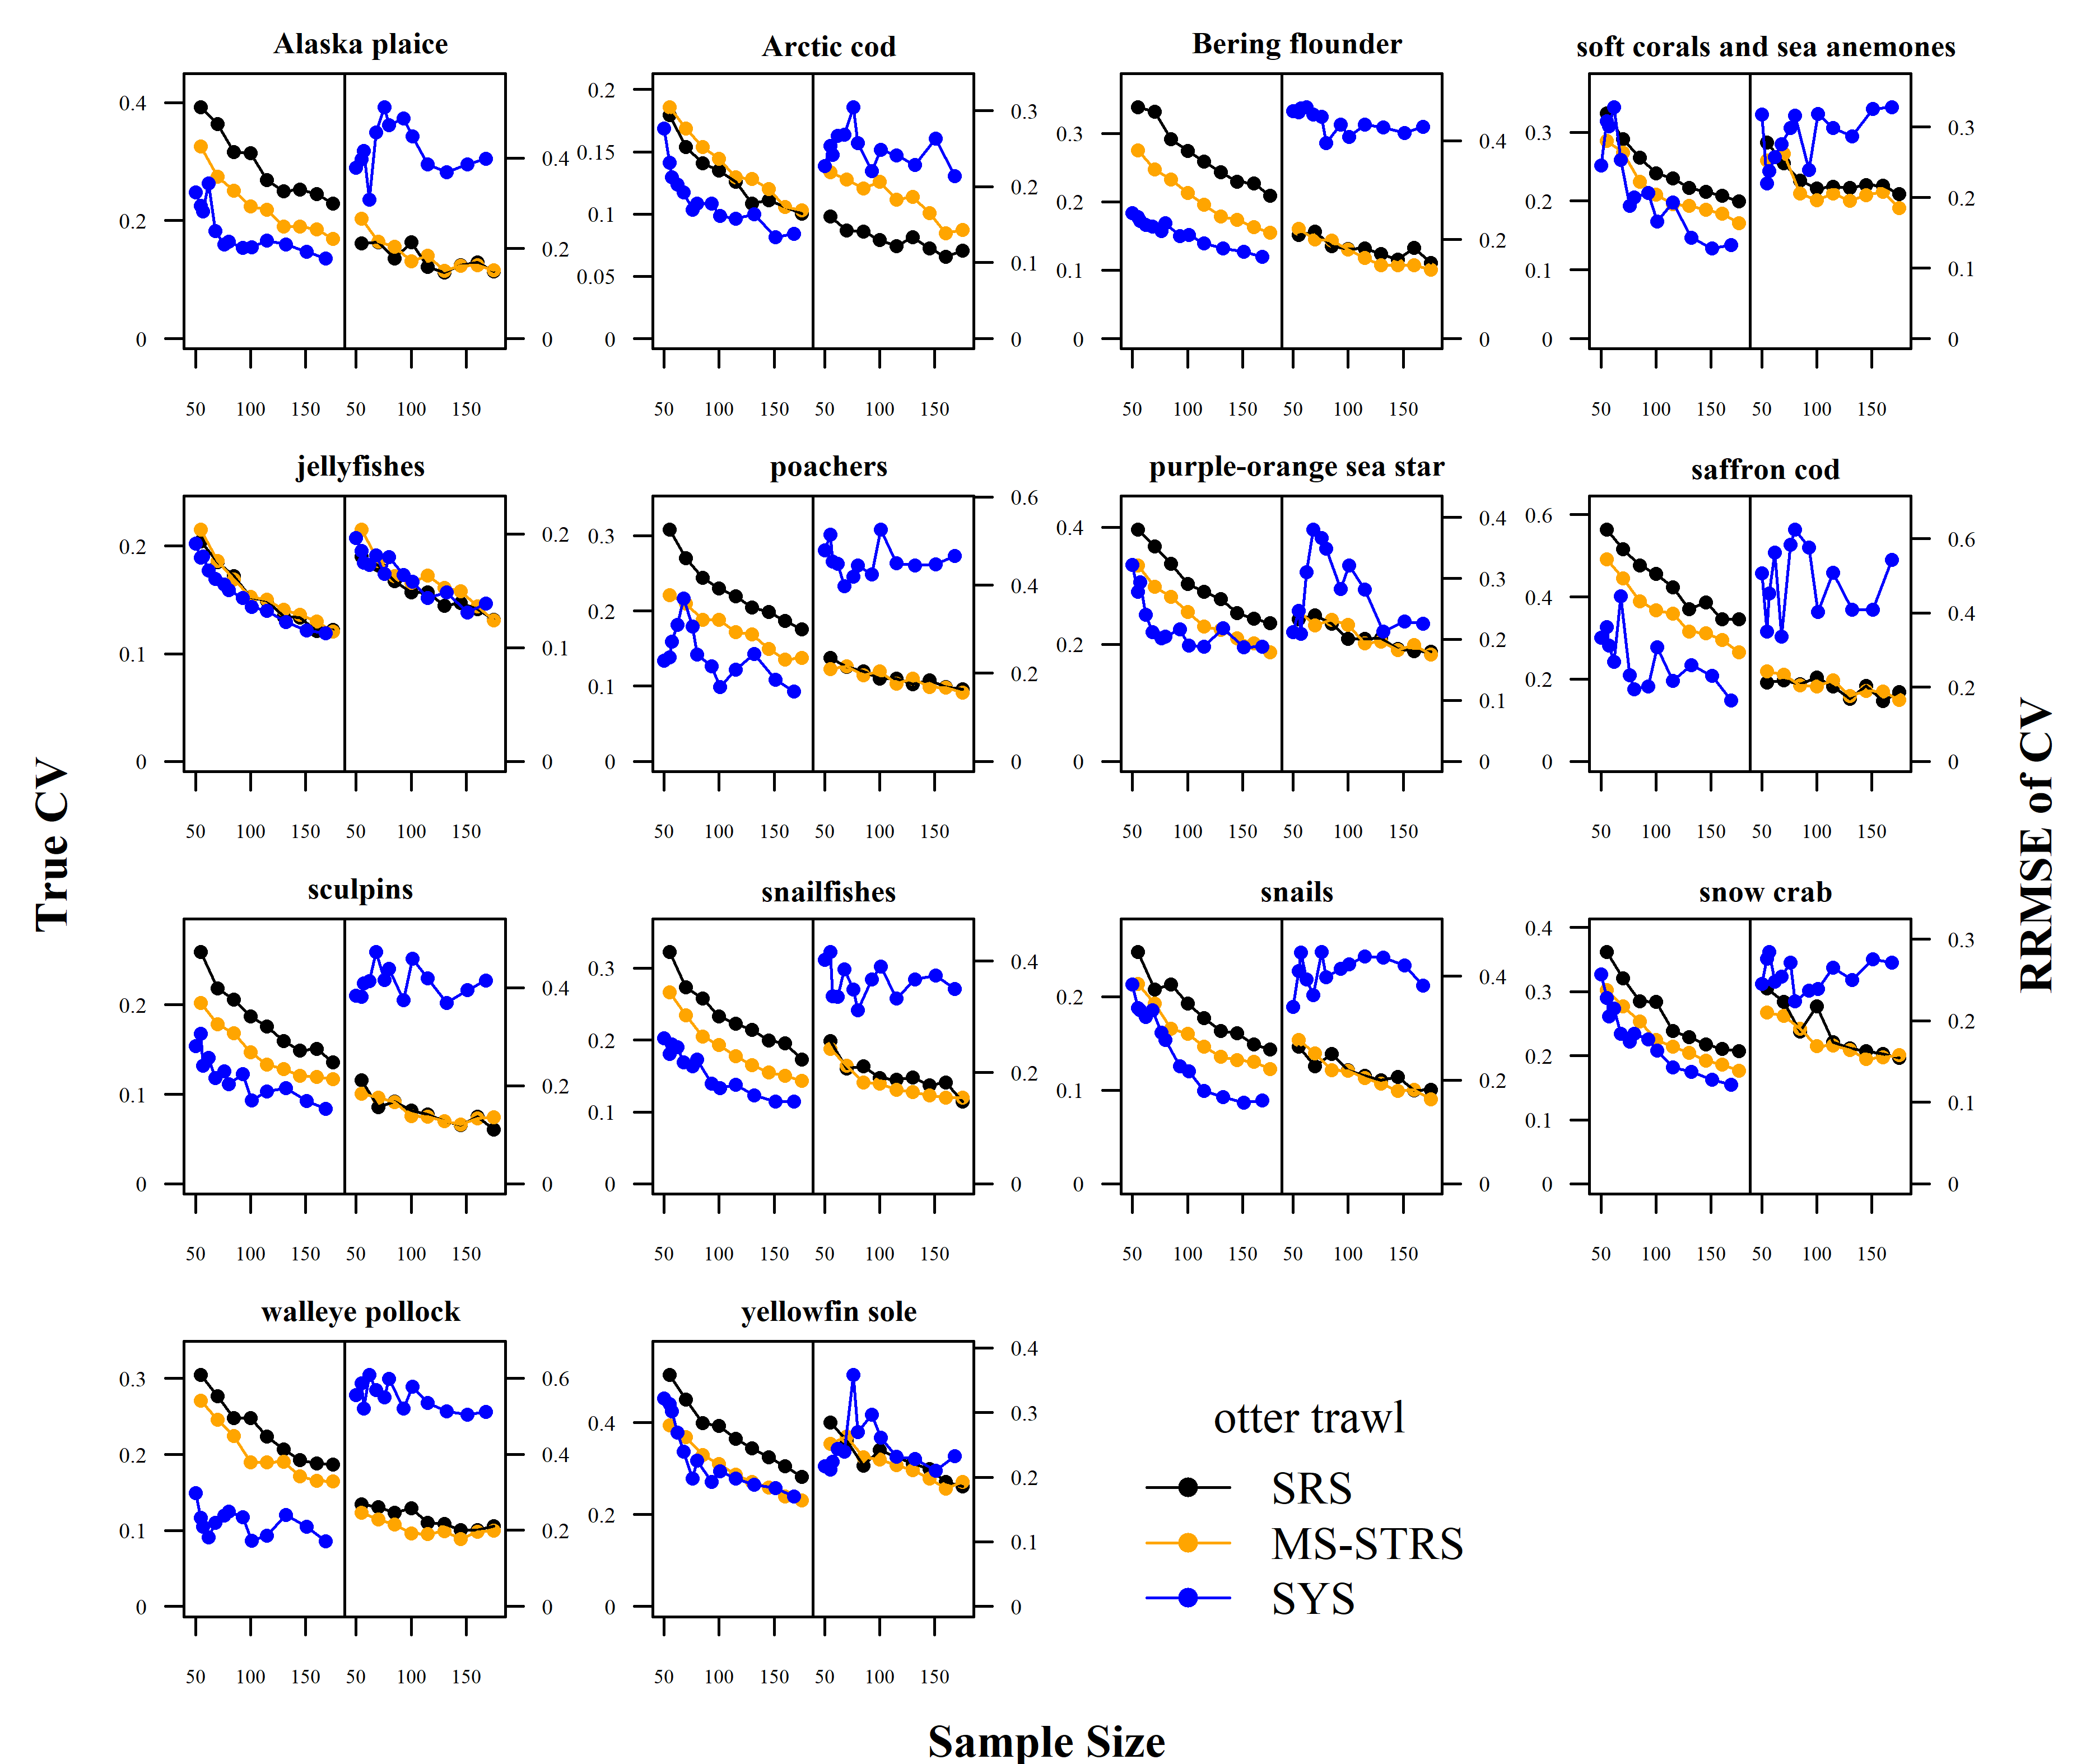 Alaska plaice Arctic cod Bering flounder soft corals and sea anemones
0.4 0.2 0 0.4 0.2 0
0.2 0.15 0.1 0.05 0 0.3 0.2 0.1 0
0.3 0.2 0.1 0 0.4 0.2 0
0.3 0.2 0.1 0 0.3 0.2 0.1 0
50 100 150 50 100 150 50 100 150 50 100 150 50 100 150 50 100 150 50 100 150 50 100 150
jellyfishes poachers purple-orange sea star saffron cod
0.2 0.1 0 0.2 0.1 0
0.3 0.2 0.1 0 0.6 0.4 0.2 0
0.4 0.2 0 0.4 0.3 0.2 0.1 0
0.6 0.4 0.2 0 0.6 0.4 0.2 0
50 100 150 50 100 150 50 100 150 50 100 150 50 100 150 50 100 150 50 100 150 50 100 150
True CV
RRMSE of CV
sculpins snailfishes snails snow crab
0.2 0.1 0 0.4 0.2 0
0.3 0.2 0.1 0 0.4 0.2 0
0.2 0.1 0 0.4 0.2 0
0.4 0.3 0.2 0.1 0 0.3 0.2 0.1 0
50 100 150 50 100 150 50 100 150 50 100 150 50 100 150 50 100 150 50 100 150 50 100 150
walleye pollock yellowfin sole
0.3 0.2 0.1 0 0.6 0.4 0.2 0
0.4 0.2 0 0.4 0.3 0.2 0.1 0
50 100 150 50 100 150 50 100 150 50 100 150
otter trawl
SRS
MS-STRS
SYS
Sample Size